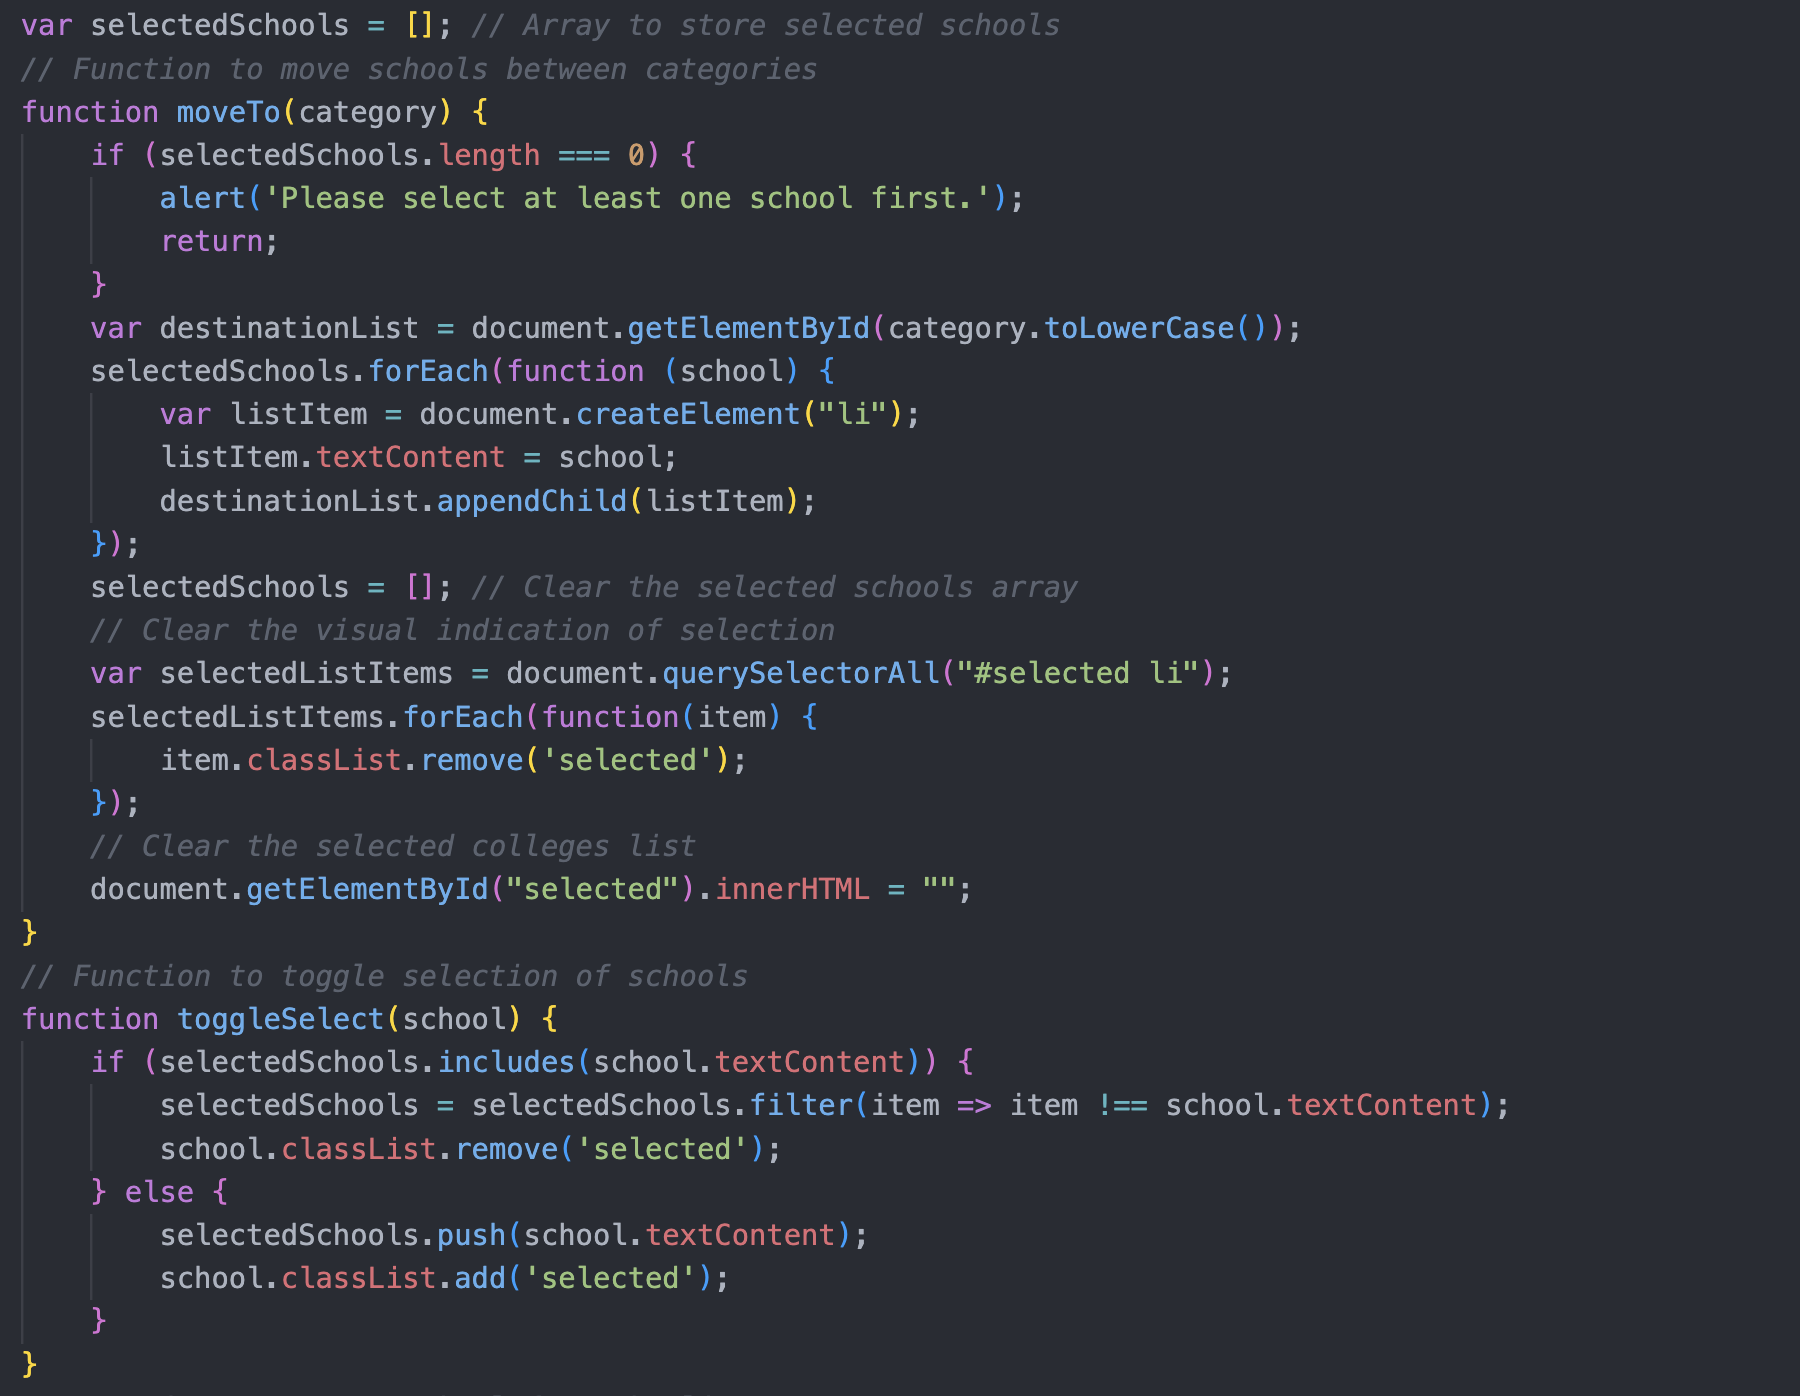 var selectedSchools = []; // Array to store selected schools
// Function to move schools between categories
function moveTo(category) {
    if (selectedSchools.length === 0) {
        alert('Please select at least one school first.');
        return;
    }
    var destinationList = document.getElementById(category.toLowerCase());
    selectedSchools.forEach(function (school) {
        var listItem = document.createElement("li");
        listItem.textContent = school;
        destinationList.appendChild(listItem);
    });
    selectedSchools = []; // Clear the selected schools array
    // Clear the visual indication of selection
    var selectedListItems = document.querySelectorAll("#selected li");
    selectedListItems.forEach(function(item) {
        item.classList.remove('selected');
    });
    // Clear the selected colleges list
    document.getElementById("selected").innerHTML = "";
}
// Function to toggle selection of schools
function toggleSelect(school) {
    if (selectedSchools.includes(school.textContent)) {
        selectedSchools = selectedSchools.filter(item => item !== school.textContent);
        school.classList.remove('selected');
    } else {
        selectedSchools.push(school.textContent);
        school.classList.add('selected');
    }
}